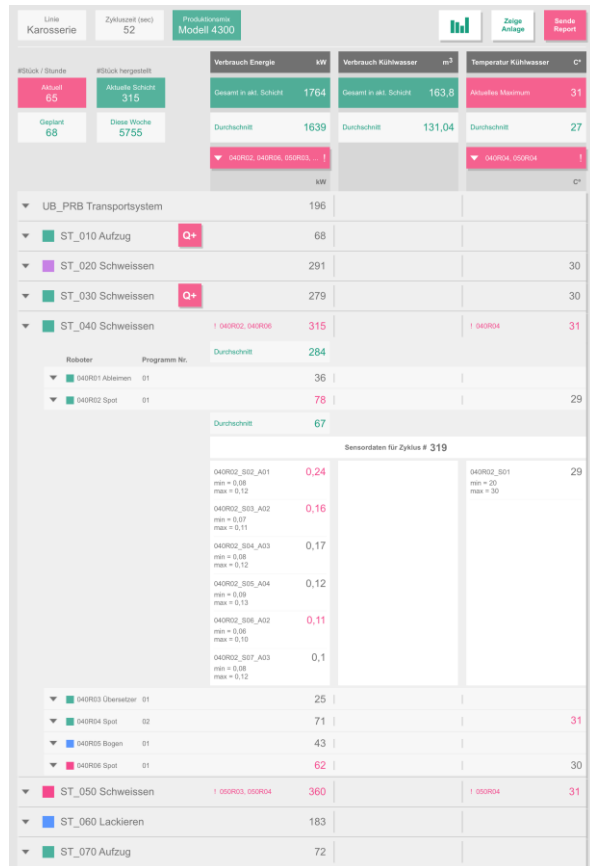 Linie
Karosserie
Zykluszeit (sec)
52
Produktionsmix
Modell 4300
Zeige
Anlage
Sende
Report
#Stück / Stunde
#Stück hergestellt
Aktuell
65
Aktuelle Schicht
315
Geplant
68
Diese Woche
5755
Verbrauch Energie kW
Gesamt in akt. Schicht 1764
Durchschnitt 1639
040R02, 040R06, 050R03, ... !
kW
Verbrauch Kühlwasser m3
Gesamt in akt. Schicht 163,8
Durchschnitt 131,04
Temperatur Kühlwasser C°
Aktuelles Maximum 31
Durchschnitt 27
040R04, 050R04 !
C°
UB_PRB Transportsystem 196
ST_010 Aufzug Q+ 68
ST_020 Schweissen 291 30
ST_030 Schweissen Q+ 279 30
ST_040 Schweissen ! 040R02, 040R06 315 ! 040R04 31
Durchschnitt 284
Roboter Programm Nr.
040R01 Ableimen 01 36
040R02 Spot 01 78 29
Durchschnitt 67
Sensordaten für Zyklus # 319
040R02_S02_A01 0,24
min = 0,08
max = 0,12
040R02_S01 29
min = 20
max = 30
040R02_S03_A02 0,16
min = 0,07
max = 0,11
040R02_S04_A03 0,17
min = 0,08
max = 0,12
040R02_S05_A04 0,12
min = 0,09
max = 0,13
040R02_S06_A02 0,11
min = 0,06
max = 0,10
040R02_S07_A03 0,1
min = 0,08
max = 0,12
040R03 Übersetzer 01 25
040R04 Spot 02 71 31
040R05 Bogen 01 43
040R06 Spot 01 62 30
ST_050 Schweissen ! 050R03, 050R04 360 ! 050R04 31
ST_060 Lackieren 183
ST_070 Aufzug 72